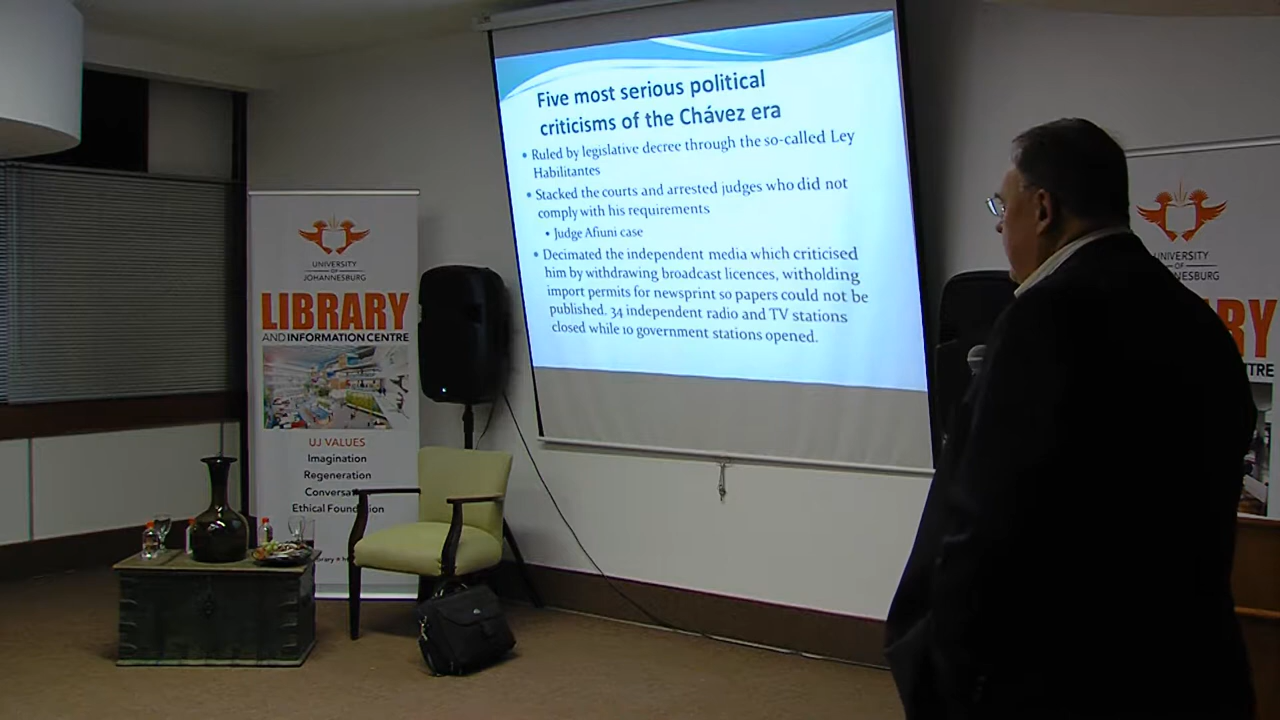 Five most serious political
criticisms of the Chávez era
• Ruled by legislative decree through the so-called Ley
Habilitantes
• Stacked the courts and arrested judges who did not
comply with his requirements
• Judge Afiuni case
• Decimated the independent media which criticised
him by withdrawing broadcast licences, witholding
import permits for newsprint so papers could not be
published. 34 independent radio and TV stations
closed while 10 government stations opened.
UNIVERSITY
OF
JOHANNESBURG
LIBRARY
AND INFORMATION CENTRE
UJ VALUES
Imagination
Regeneration
Ethical
UNIVERSITY